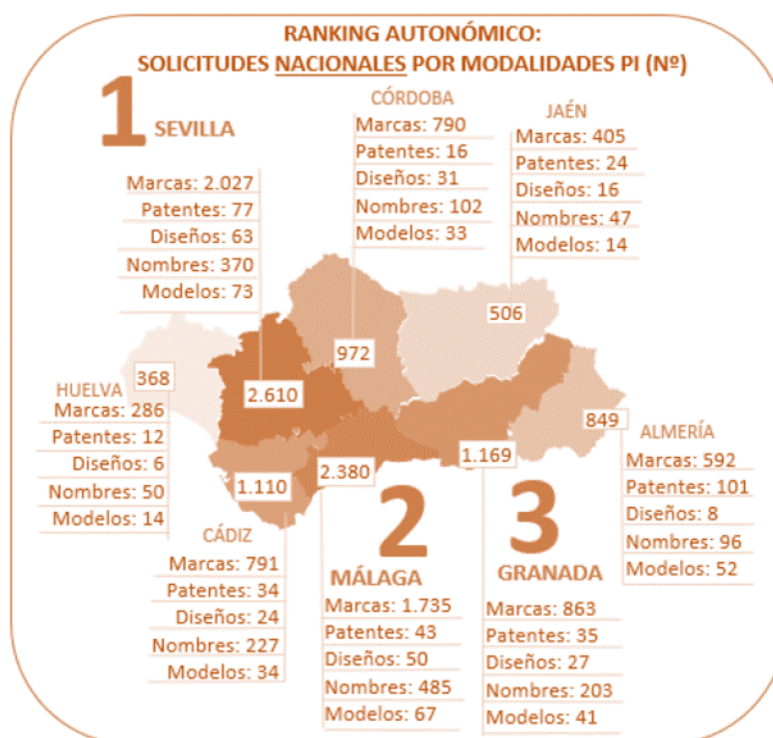 RANKING AUTONÓMICO:
SOLICITUDES NACIONALES POR MODALIDADES PI (Nº)
1 SEVILLA
Marcas: 2.027
Patentes: 77
Diseños: 63
Nombres: 370
Modelos: 73
CÓRDOBA
Marcas: 790
Patentes: 16
Diseños: 31
Nombres: 102
Modelos: 33
JAÉN
Marcas: 405
Patentes: 24
Diseños: 16
Nombres: 47
Modelos: 14
368
2.610
972
506
849
1.110
2.380
1.169
HUELVA
Marcas: 286
Patentes: 12
Diseños: 6
Nombres: 50
Modelos: 14
CÁDIZ
Marcas: 791
Patentes: 34
Diseños: 24
Nombres: 227
Modelos: 34
2
MÁLAGA
Marcas: 1.735
Patentes: 43
Diseños: 50
Nombres: 485
Modelos: 67
3
GRANADA
Marcas: 863
Patentes: 35
Diseños: 27
Nombres: 203
Modelos: 41
ALMERÍA
Marcas: 592
Patentes: 101
Diseños: 8
Nombres: 96
Modelos: 52